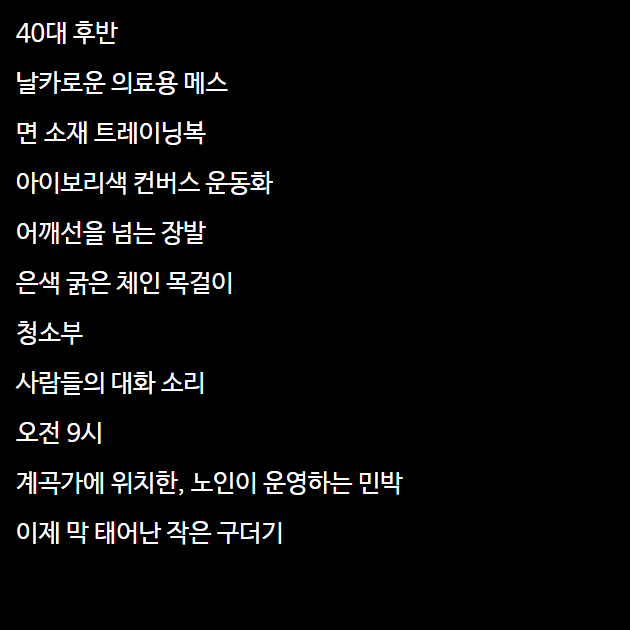 40대 후반
날카로운 의료용 메스
면 소재 트레이닝복
아이보리색 컨버스 운동화
어깨선을 넘는 장발
은색 굵은 체인 목걸이
청소부
사람들의 대화 소리
오전 9시
계곡가에 위치한, 노인이 운영하는 민박
이제 막 태어난 작은 구더기